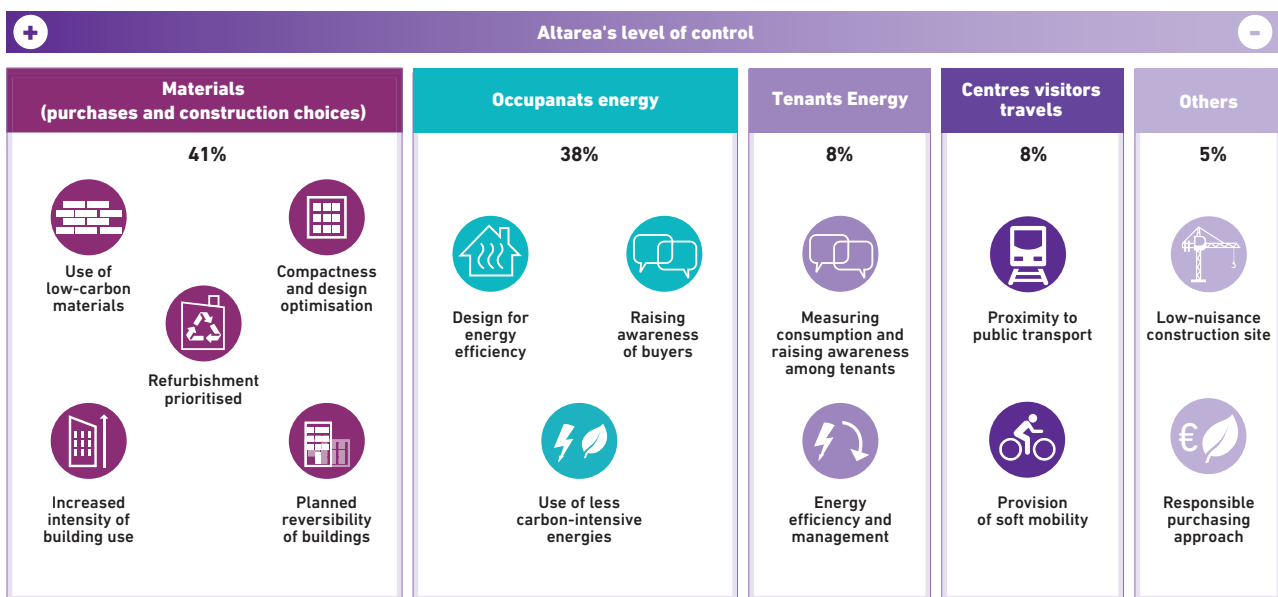 +
Altarea's level of control
-
Materials
(purchases and construction choices)
41%
Use of
low-carbon
materials
Compactness
and design
optimisation
Refurbishment
prioritised
Increased
intensity of
building use
Planned
reversibility
of buildings
Occupanats energy
38%
Design for
energy
efficiency
Raising
awareness
of buyers
Use of less
carbon-intensive
energies
Tenants Energy
8%
Measuring
consumption and
raising awareness
among tenants
Energy
efficiency and
management
Centres visitors
travels
8%
Proximity to
public transport
Provision
of soft mobility
Others
5%
Low-nuisance
construction site
€
Responsible
purchasing
approach